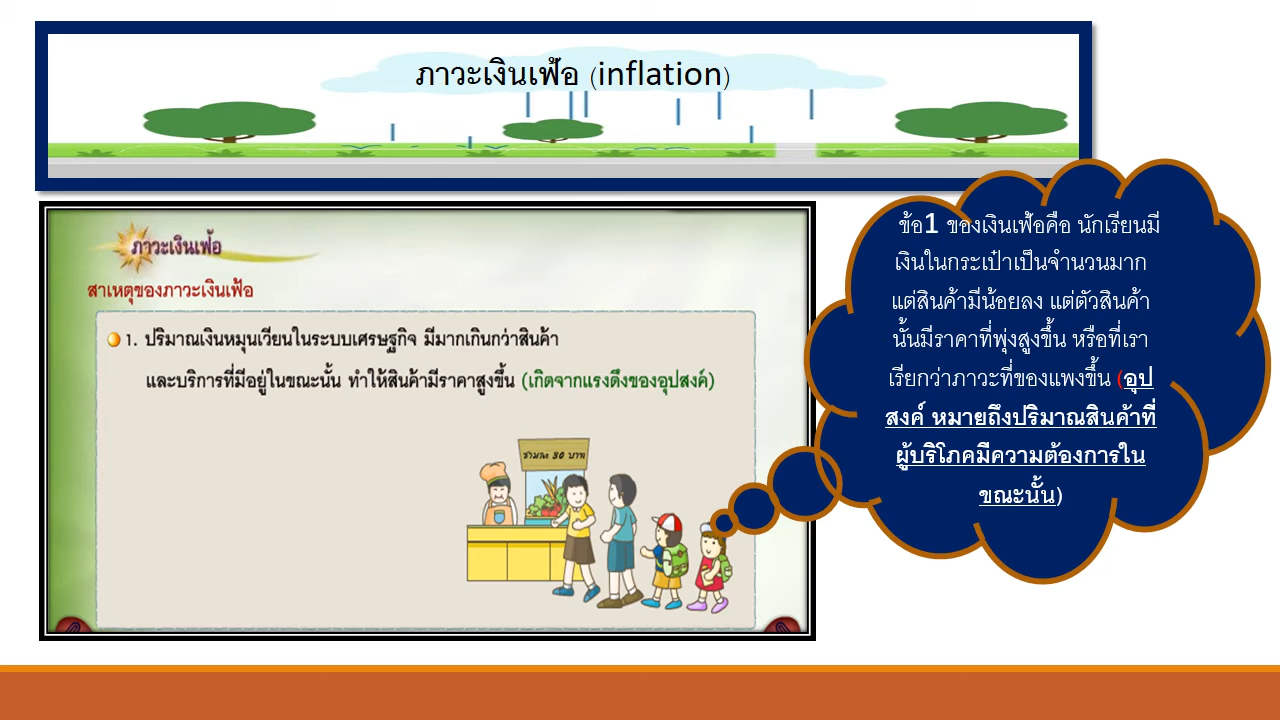 ภาวะเงินเฟ้อ (inflation)
ภาวะเงินเฟ้อ
สาเหตุของภาวะเงินเฟ้อ
1. ปริมาณเงินหมุนเวียนในระบบเศรษฐกิจ มีมากเกินกว่าสินค้า
และบริการที่มีอยู่ในขณะนั้น ทำให้สินค้ามีราคาสูงขึ้น (เกิดจากแรงดึงของอุปสงค์)
ชามละ 30 บาท
ข้อ1 ของเงินเฟ้อคือ นักเรียนมี
เงินในกระเป๋าเป็นจำนวนมาก
แต่สินค้ามีน้อยลง แต่ตัวสินค้า
นั้นมีราคาที่พุ่งสูงขึ้น หรือที่เรา
เรียกว่าภาวะที่ของแพงขึ้น (อุป
สงค์ หมายถึงปริมาณสินค้าที่
ผู้บริโภคมีความต้องการใน
ขณะนั้น)